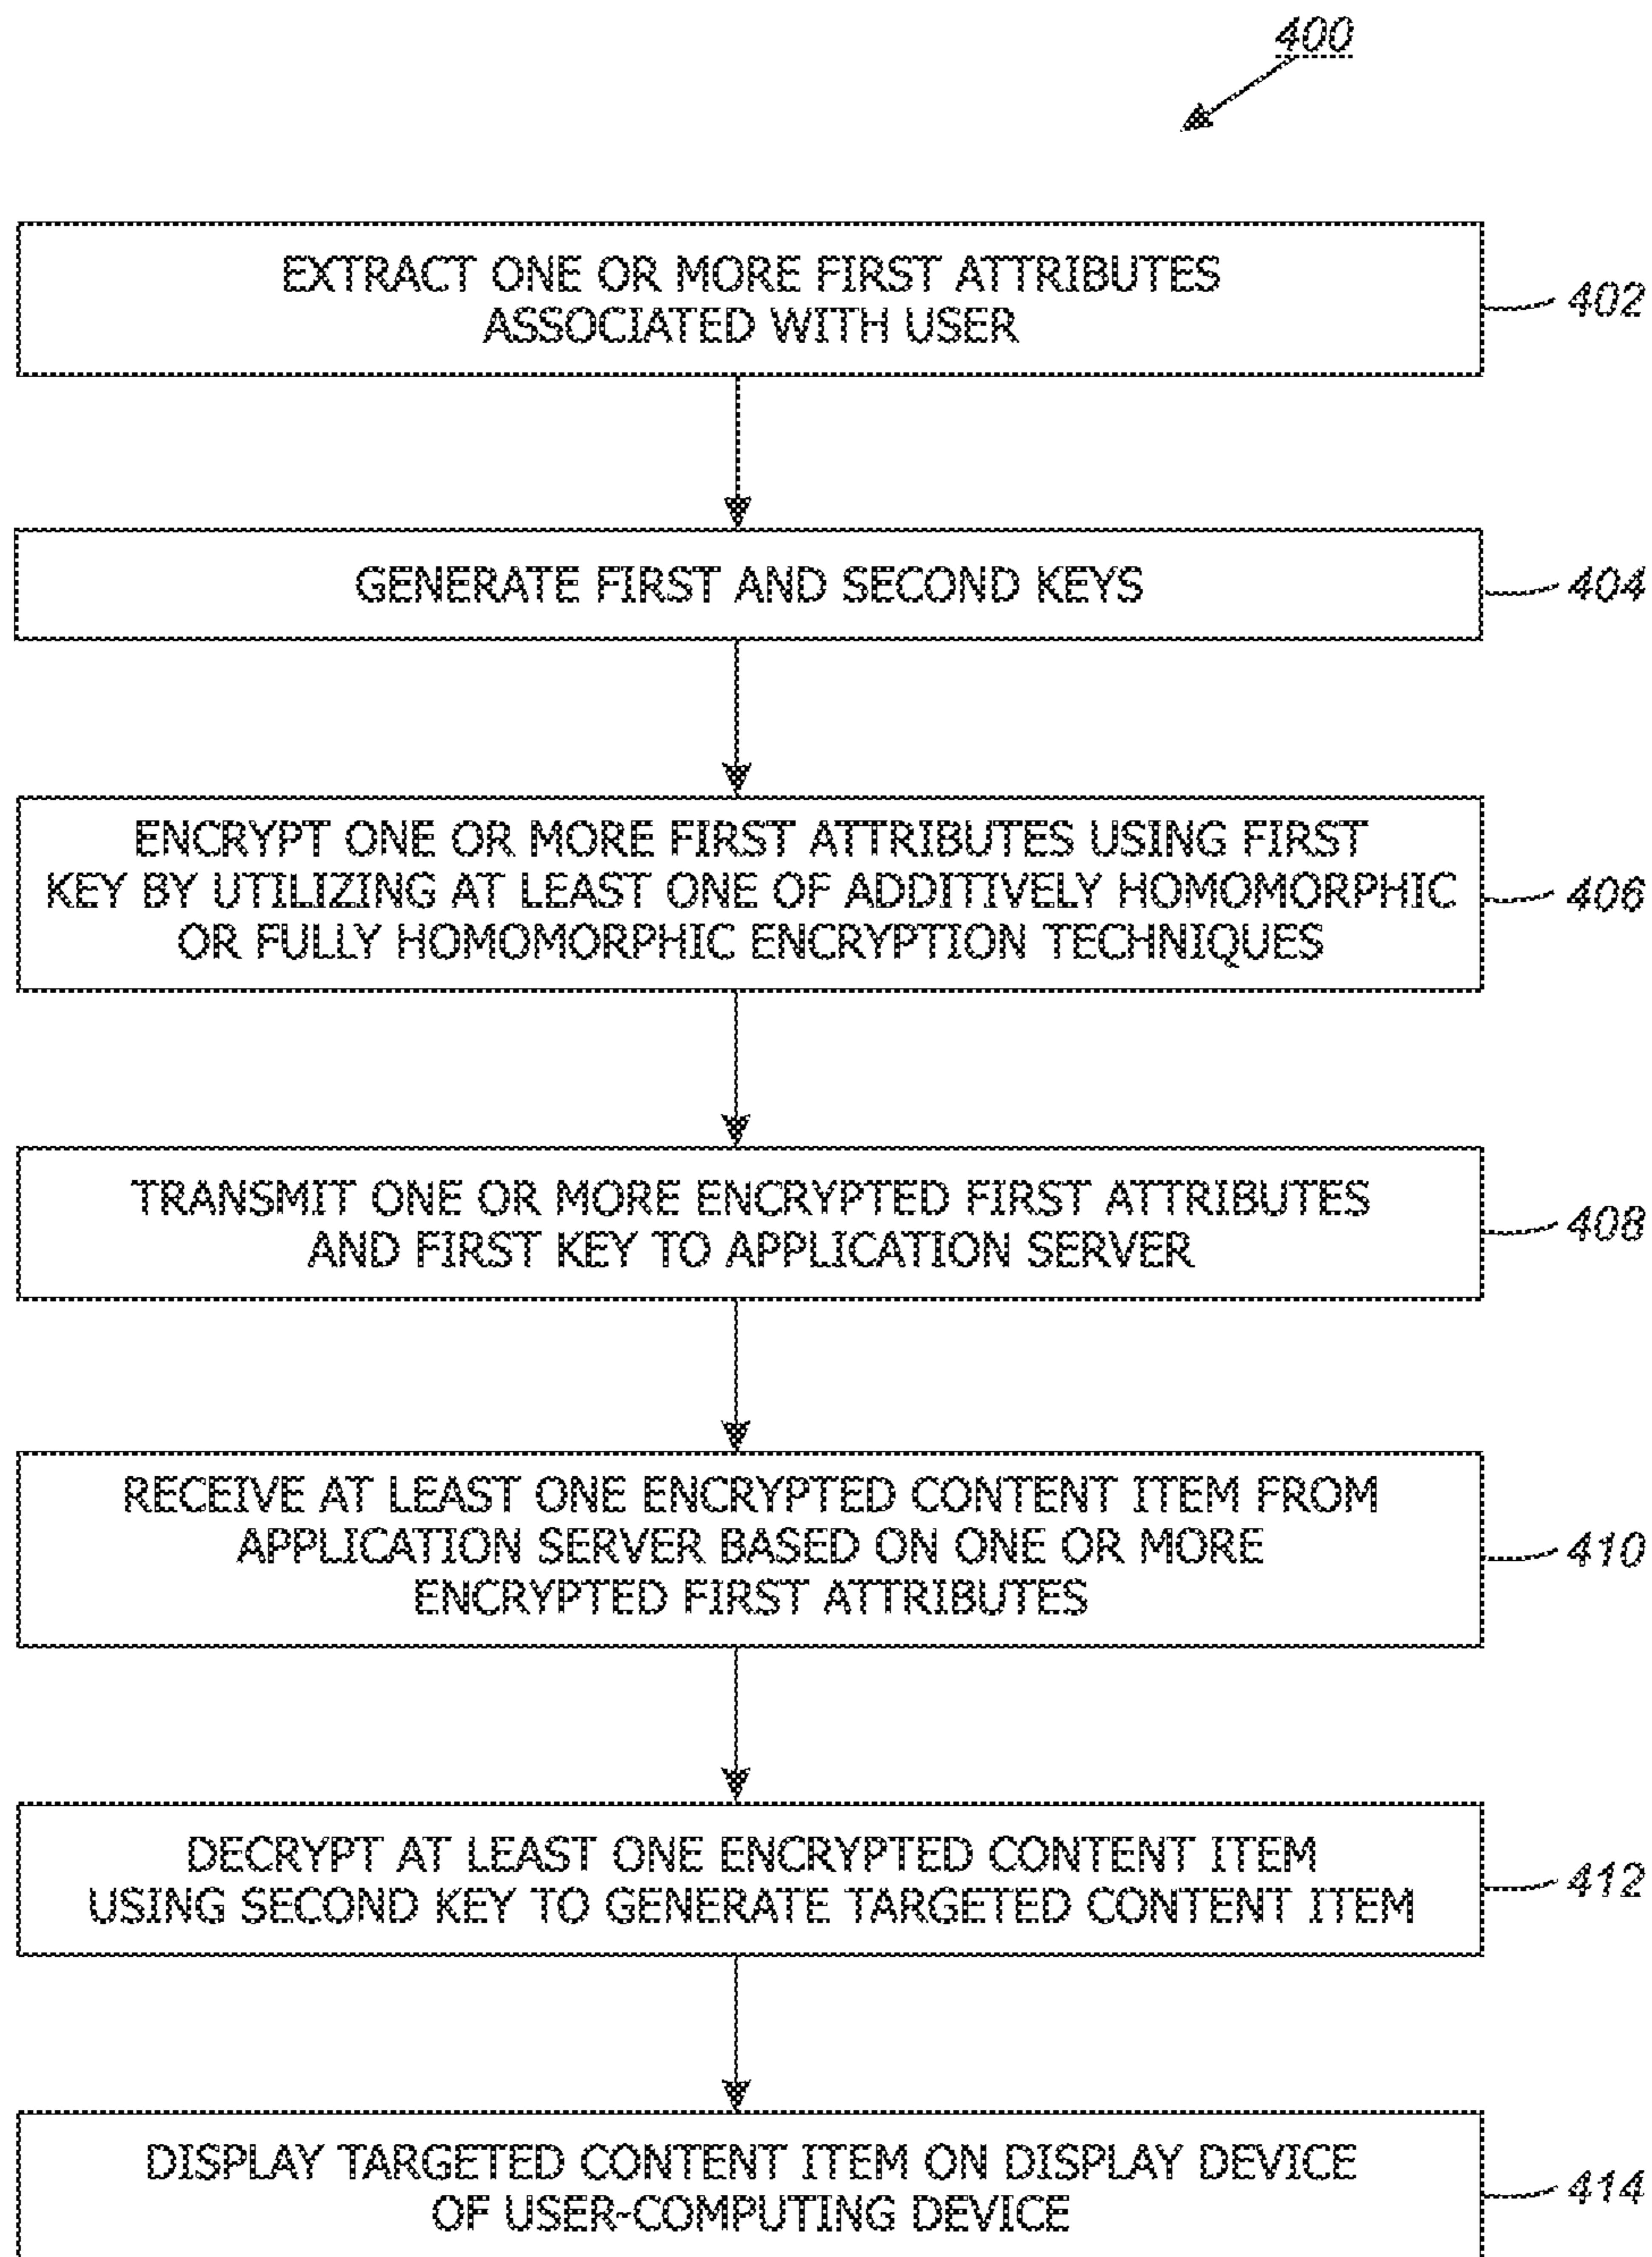 400
EXTRACT ONE OR MORE FIRST ATTRIBUTES
ASSOCIATED WITH USER
402
GENERATE FIRST AND SECOND KEYS
404
ENCRYPT ONE OR MORE FIRST ATTRIBUTES USING FIRST
KEY BY UTILIZING AT LEAST ONE OF ADDITIVELY HOMOMORPHIC
OR FULLY HOMOMORPHIC ENCRYPTION TECHNIQUES
406
TRANSMIT ONE OR MORE ENCRYPTED FIRST ATTRIBUTES
AND FIRST KEY TO APPLICATION SERVER
408
RECEIVE AT LEAST ONE ENCRYPTED CONTENT ITEM FROM
APPLICATION SERVER BASED ON ONE OR MORE
ENCRYPTED FIRST ATTRIBUTES
410
DECRYPT AT LEAST ONE ENCRYPTED CONTENT ITEM
USING SECOND KEY TO GENERATE TARGETED CONTENT ITEM
412
DISPLAY TARGETED CONTENT ITEM ON DISPLAY DEVICE
OF USER-COMPUTING DEVICE
414